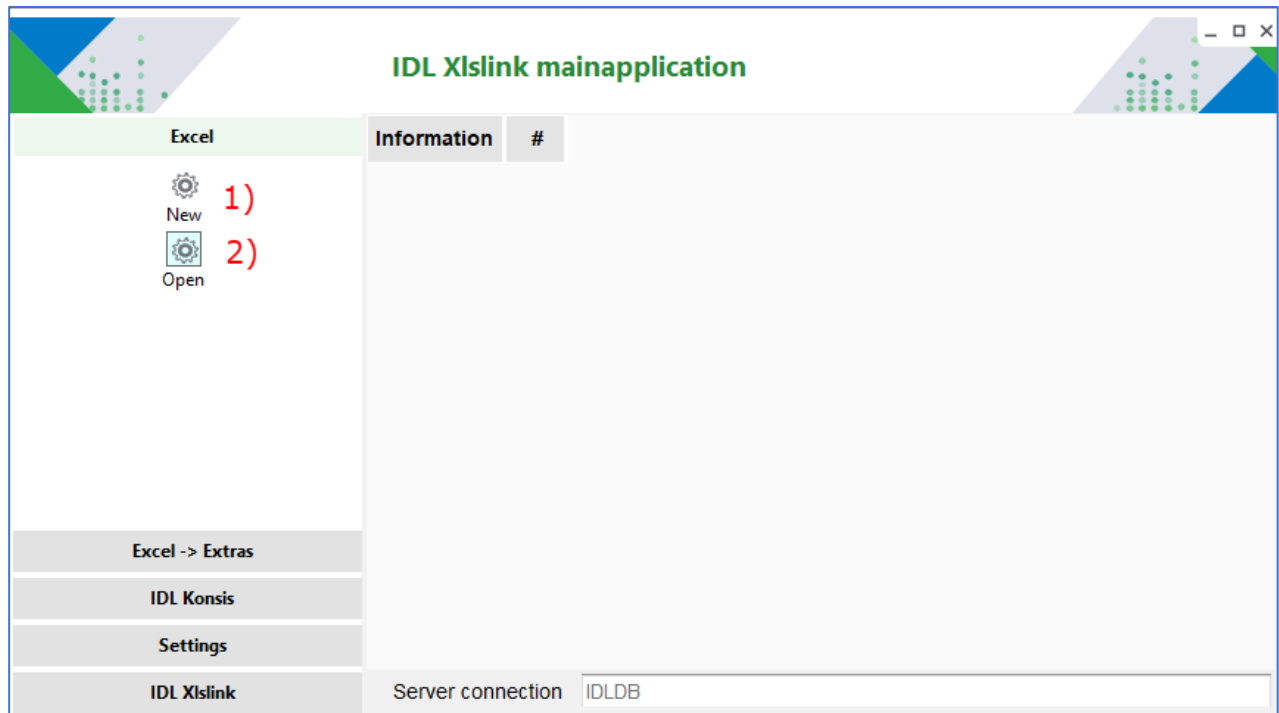 IDL Xlslink mainapplication
Excel
Information #
New 1)
Open 2)
Excel -> Extras
IDL Konsis
Settings
IDL Xlslink
Server connection IDLDB